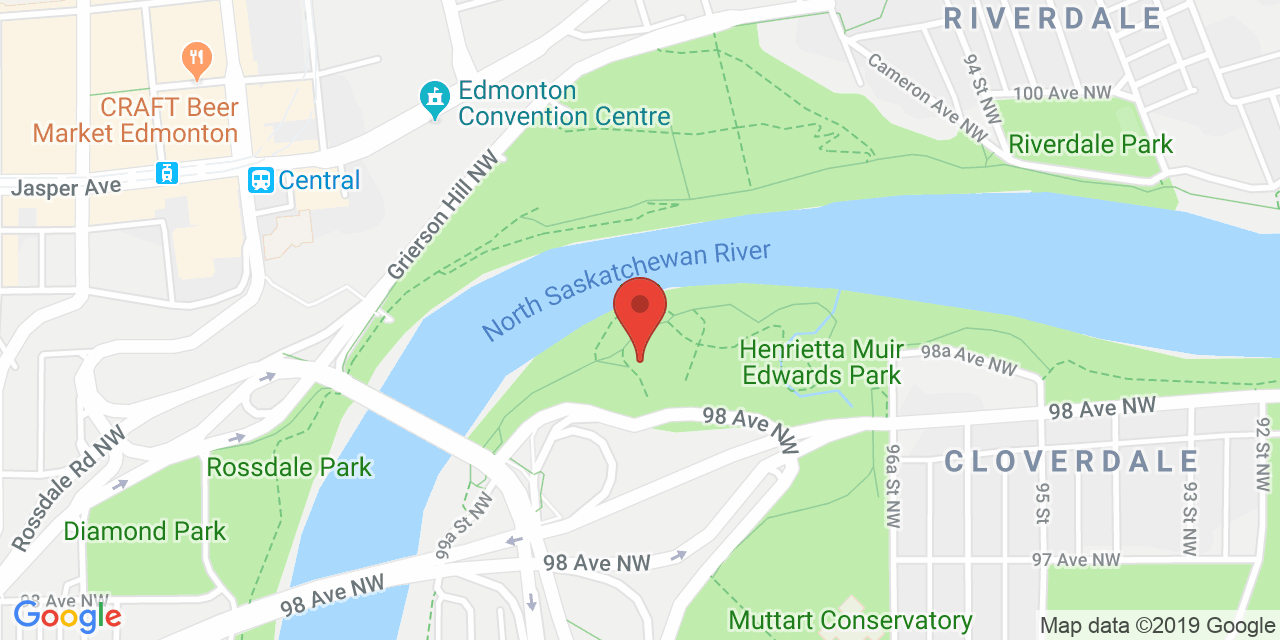 RIVERDALE
CRAFT Beer
Market Edmonton
Edmonton
Convention Centre
Cameron Ave NW
94 St NW
100 Ave NW
Riverdale Park
Jasper Ave
Central
Grierson Hill NW
North Saskatchewan River
Henrietta Muir
Edwards Park
98a Ave NW
98 Ave NW
98 Ave NW
Rossdale Rd NW
Rossdale Park
CLOVERDALE
92 St NW
96a St NW
95 St
93 St NW
99a St NW
Diamond Park
98 Ave NW
97 Ave NW
98 Ave NW
98 Ave NW
Google
Muttart Conservatory
Map data ©2019 Google